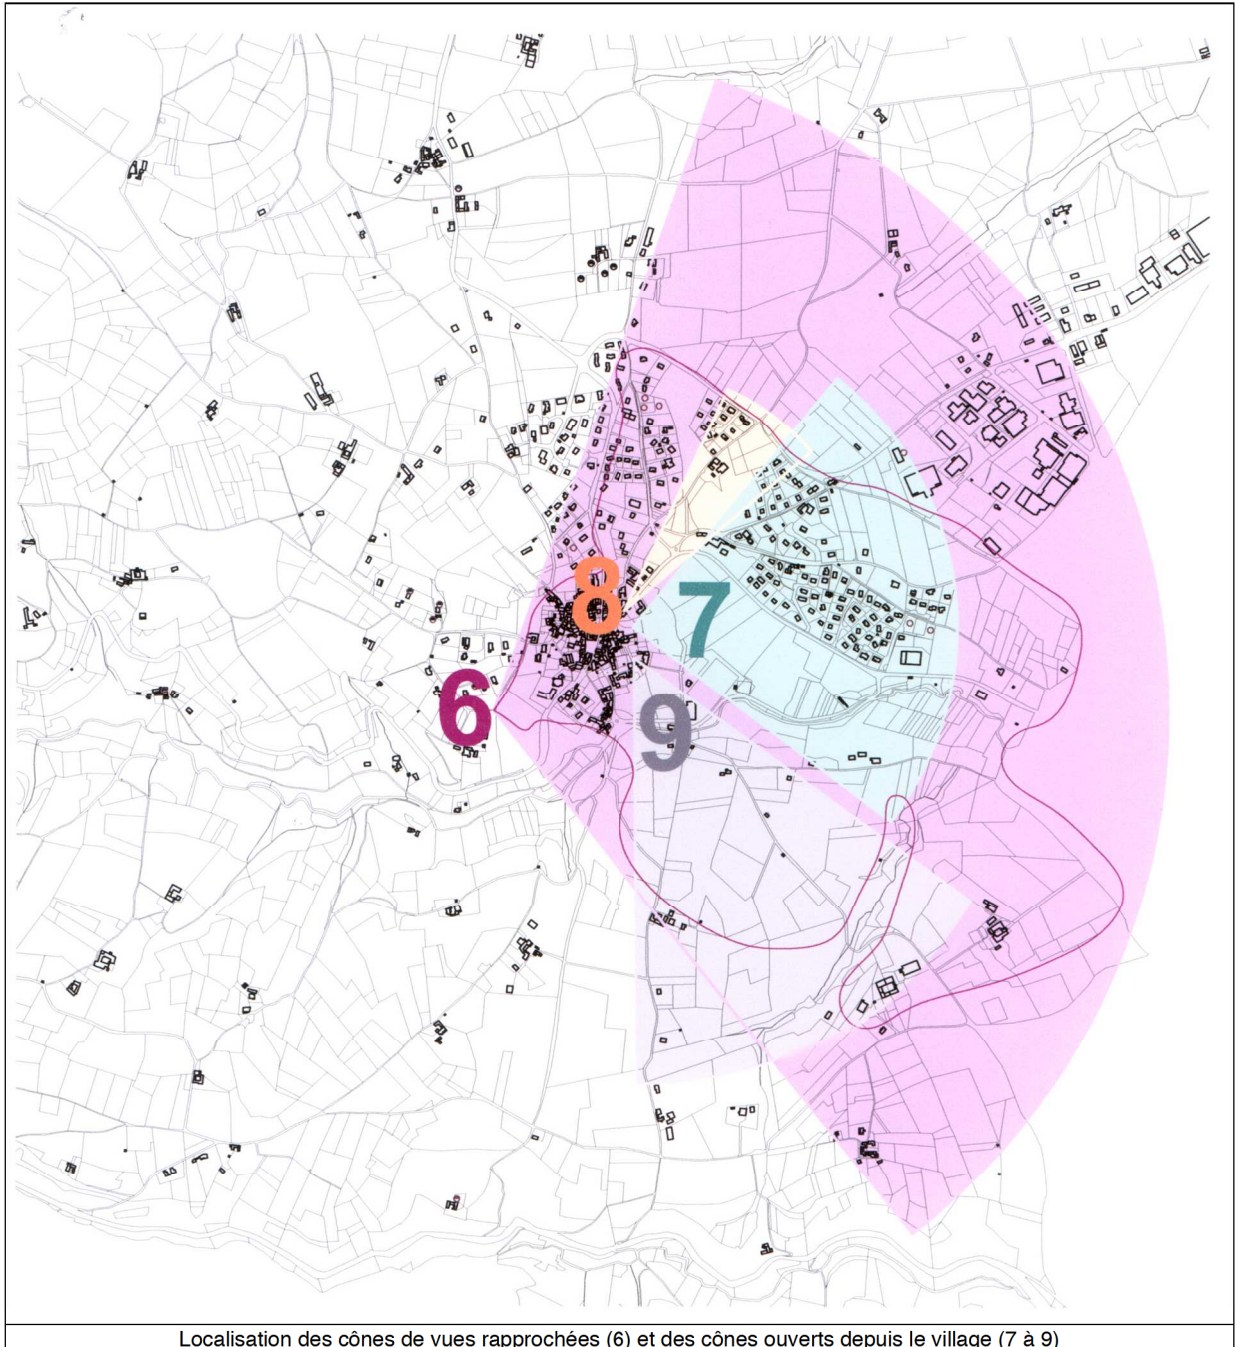 8
7
6
9
Localisation des cônes de vues rapprochées (6) et des cônes ouverts depuis le village (7 à 9)